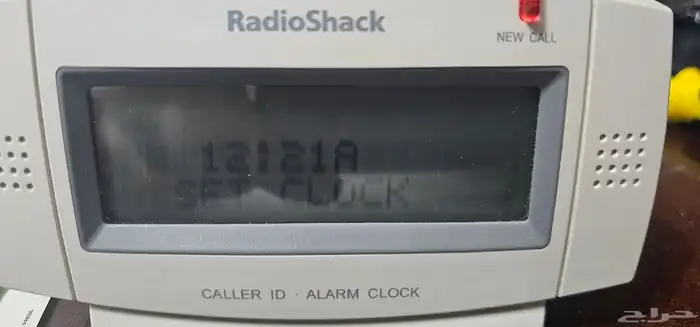 RadioShack
NEW CALL
12:21A
SET CLOCK
CALLER ID · ALARM CLOCK
حراج